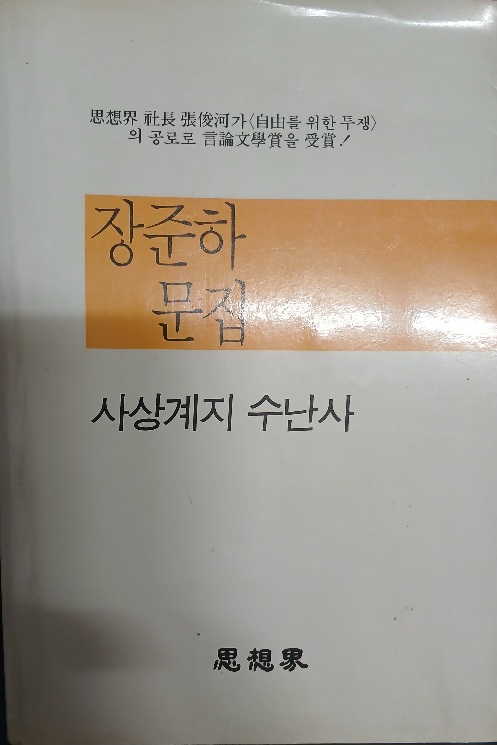 思想界 社長 張俊河가〈自由를 위한 투쟁〉
의 공로로 言論文學賞을 受賞!
장준하
문집
사상계지 수난사
思想界